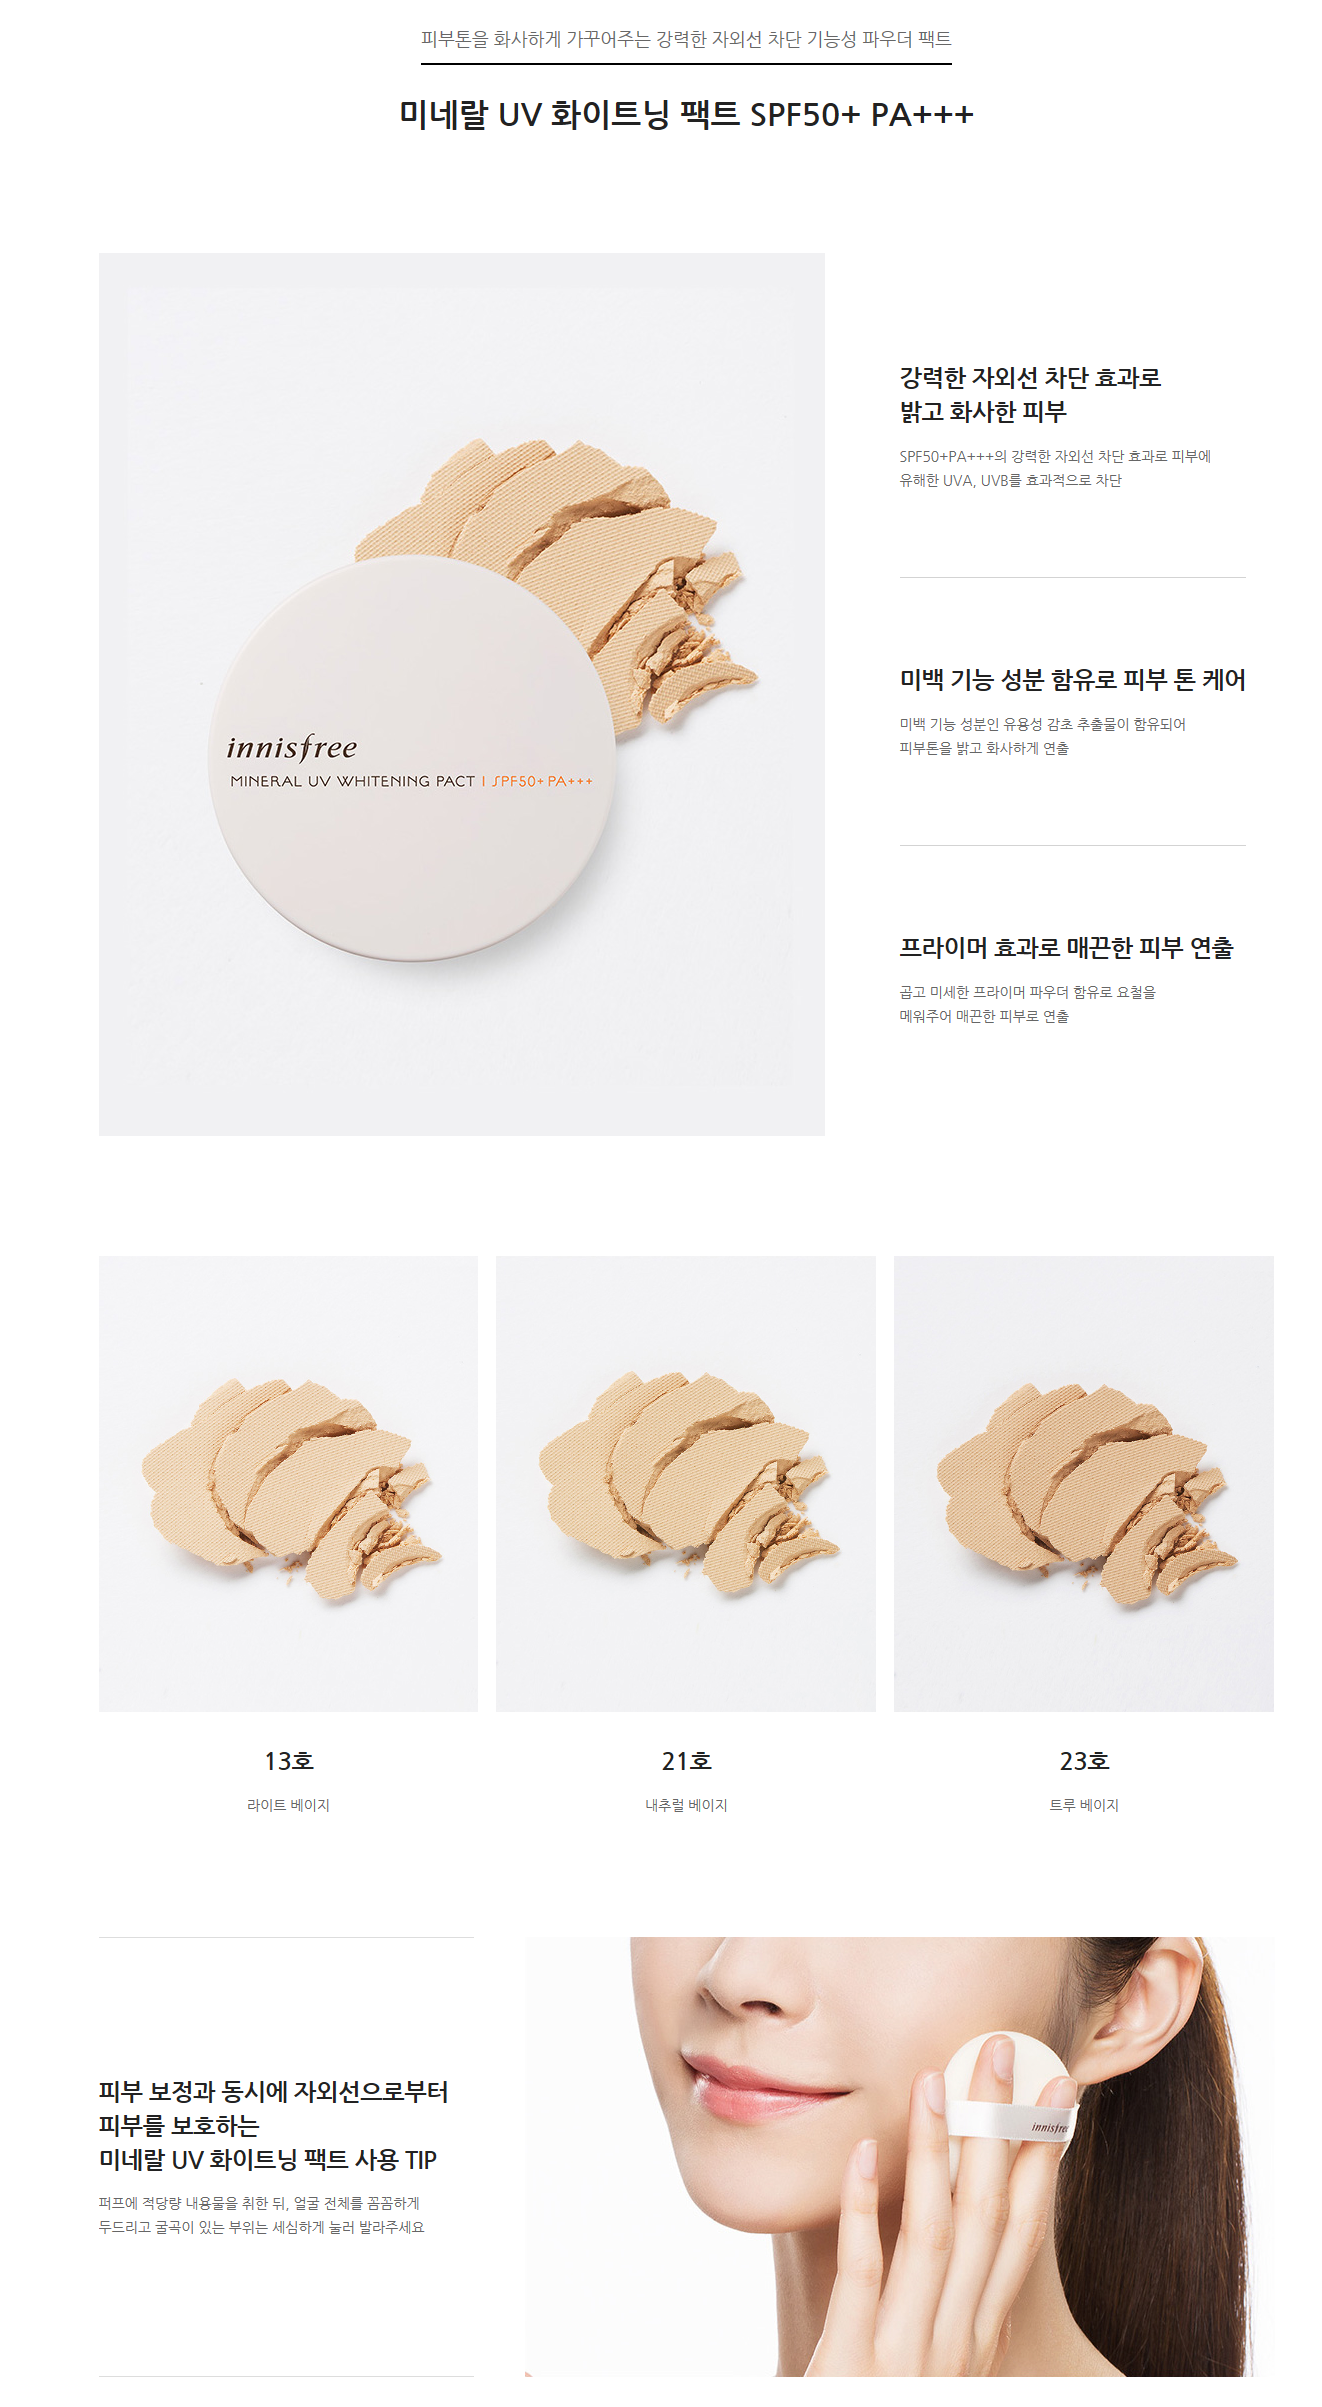 피부톤을 화사하게 가꾸어주는 강력한 자외선 차단 기능성 파우더 팩트
미네랄 UV 화이트닝 팩트 SPF50+ PA+++
강력한 자외선 차단 효과로
밝고 화사한 피부
SPF50+PA+++의 강력한 자외선 차단 효과로 피부에
유해한 UVA, UVB를 효과적으로 차단
innisfree
MINERAL UV WHITENING PACT | SPF50+PA+++
미백 기능 성분 함유로 피부 톤 케어
미백 기능 성분인 유용성 감초 추출물이 함유되어
피부톤을 밝고 화사하게 연출
프라이머 효과로 매끈한 피부 연출
곱고 미세한 프라이머 파우더 함유로 요철을
메워주어 매끈한 피부로 연출
13호
라이트 베이지
21호
내추럴 베이지
23호
트루 베이지
피부 보정과 동시에 자외선으로부터
피부를 보호하는
미네랄 UV 화이트닝 팩트 사용 TIP
퍼프에 적당량 내용물을 취한 뒤, 얼굴 전체를 꼼꼼하게
두드리고 굴곡이 있는 부위는 세심하게 눌러 발라주세요
innisfree